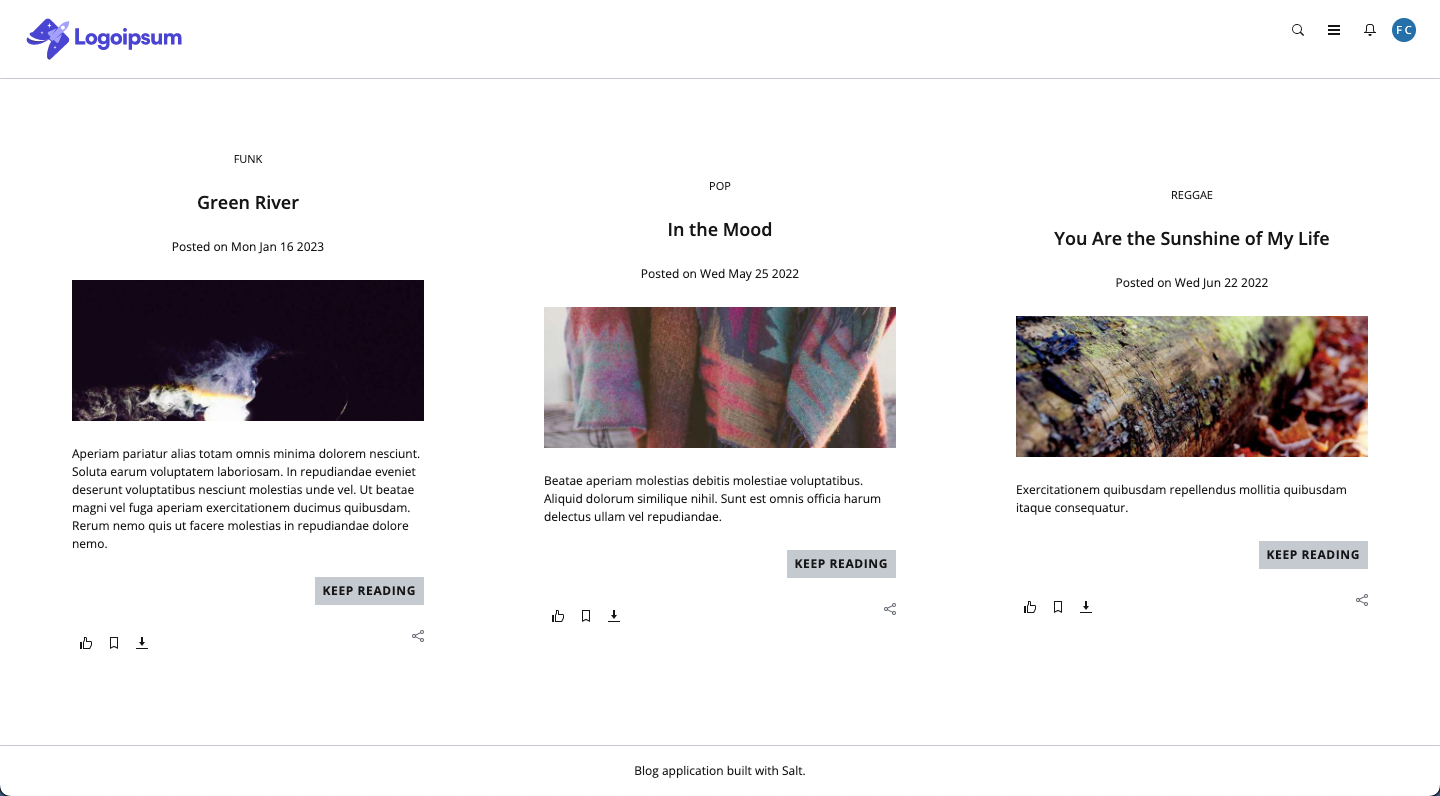 Logoipsum
FC
FUNK
Green River
Posted on Mon Jan 16 2023
Aperiam pariatur alias totam omnis minima dolorem nesciunt.
Soluta earum voluptatem laboriosam. In repudiandae eveniet
deserunt voluptatibus nesciunt molestias unde vel. Ut beatae
magni vel fuga aperiam exercitationem ducimus quibusdam.
Rerum nemo quis ut facere molestias in repudiandae dolore
nemo.
KEEP READING
POP
In the Mood
Posted on Wed May 25 2022
Beatae aperiam molestias debitis molestiae voluptatibus.
Aliquid dolorum similique nihil. Sunt est omnis officia harum
delectus ullam vel repudiandae.
KEEP READING
REGGAE
You Are the Sunshine of My Life
Posted on Wed Jun 22 2022
Exercitationem quibusdam repellendus mollitia quibusdam
itaque consequatur.
KEEP READING
Blog application built with Salt.